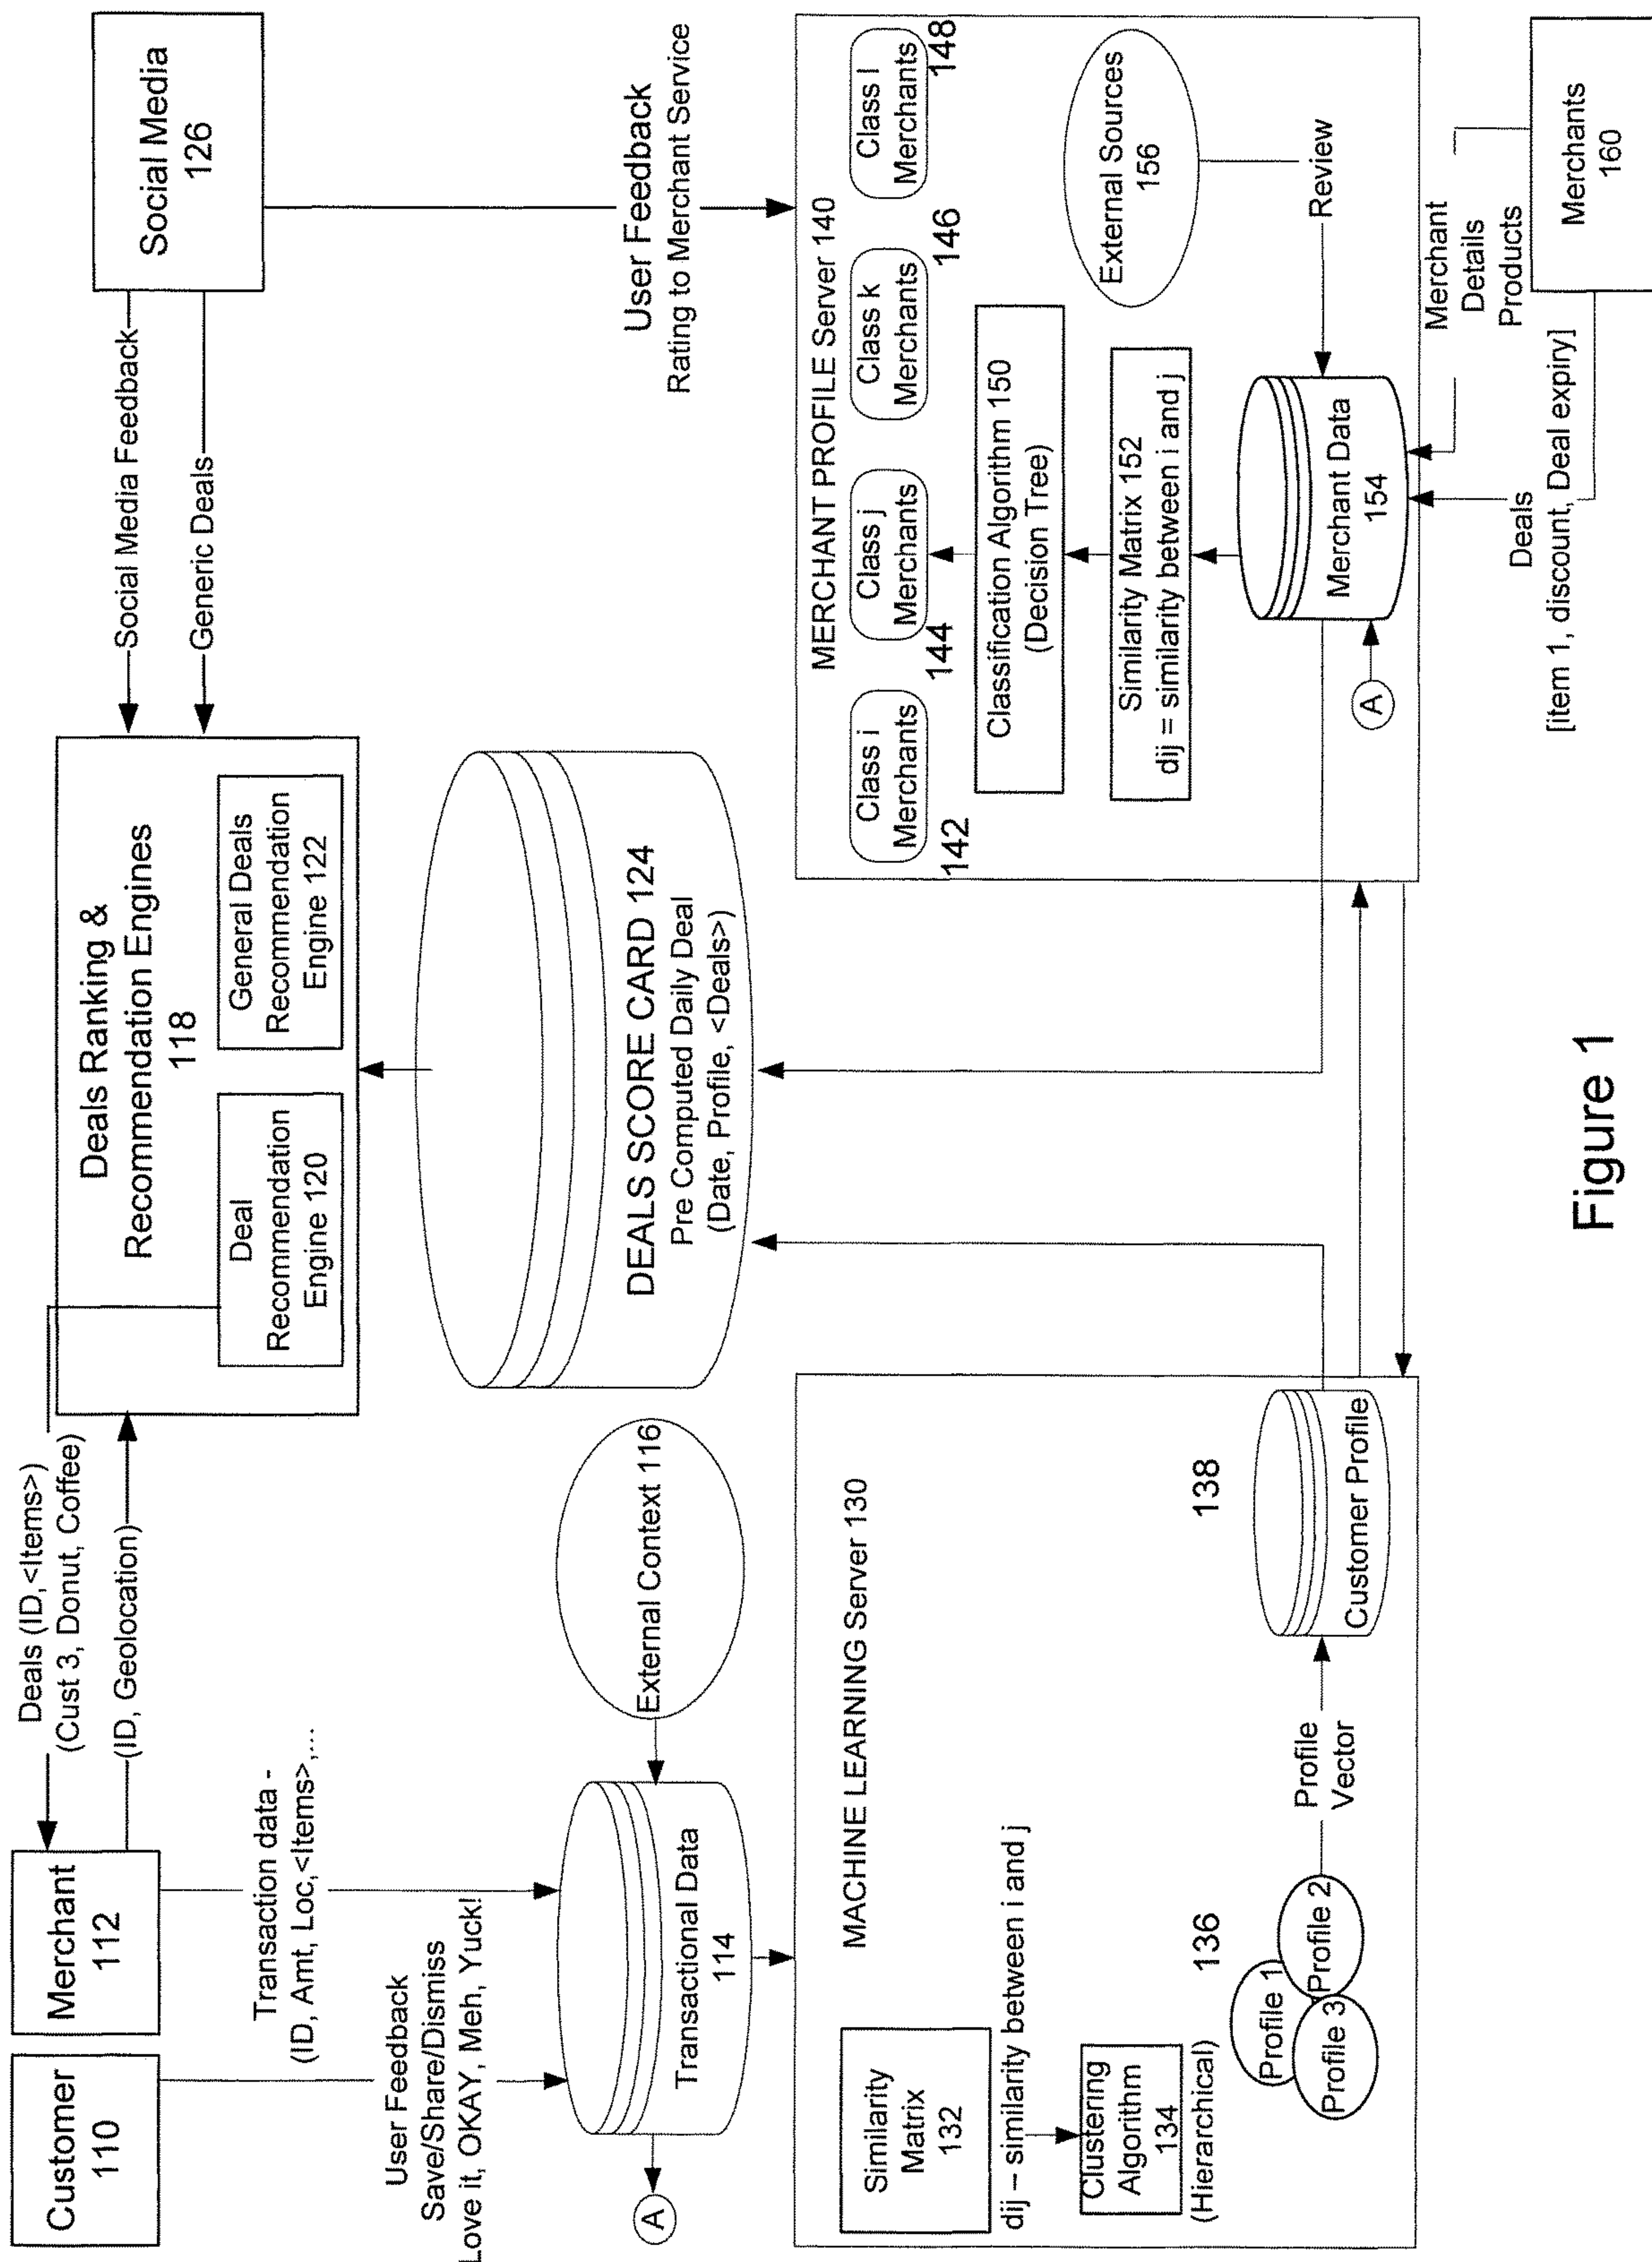 Customer
110
Merchant
112
Deals (ID,<Items>)
(Cust 3, Donut, Coffee)
(ID, Geolocation)
Deals Ranking &
Recommendation Engines
118
Deal
Recommendation
Engine 120
General Deals
Recommendation
Engine 122
Social Media Feedback
Generic Deals
Social Media
126
Transaction data -
(ID, Amt, Loc,<Items>,...
User Feedback
Save/Share/Dismiss
Love it, OKAY, Meh, Yuck!
External Context 116
Transactional Data
114
A
DEALS SCORE CARD 124
Pre Computed Daily Deal
(Date, Profile, <Deals>)
User Feedback
Rating to Merchant Service
MACHINE LEARNING Server 130
Similarity
Matrix
132
dij – similarity between i and j
Clustering
Algorithm
134
(Hierarchical)
136
Profile 1
Profile 2
Profile 3
Profile
Vector
138
Customer Profile
MERCHANT PROFILE Server 140
Class i
Merchants
142
Class j
Merchants
144
Class k
Merchants
146
Class l
Merchants
148
Classification Algorithm 150
(Decision Tree)
Similarity Matrix 152
dij = similarity between i and j
External Sources
156
Review
Merchant Data
154
A
Merchant
Details
Products
Deals
[item 1, discount, Deal expiry]
Merchants
160
Figure 1